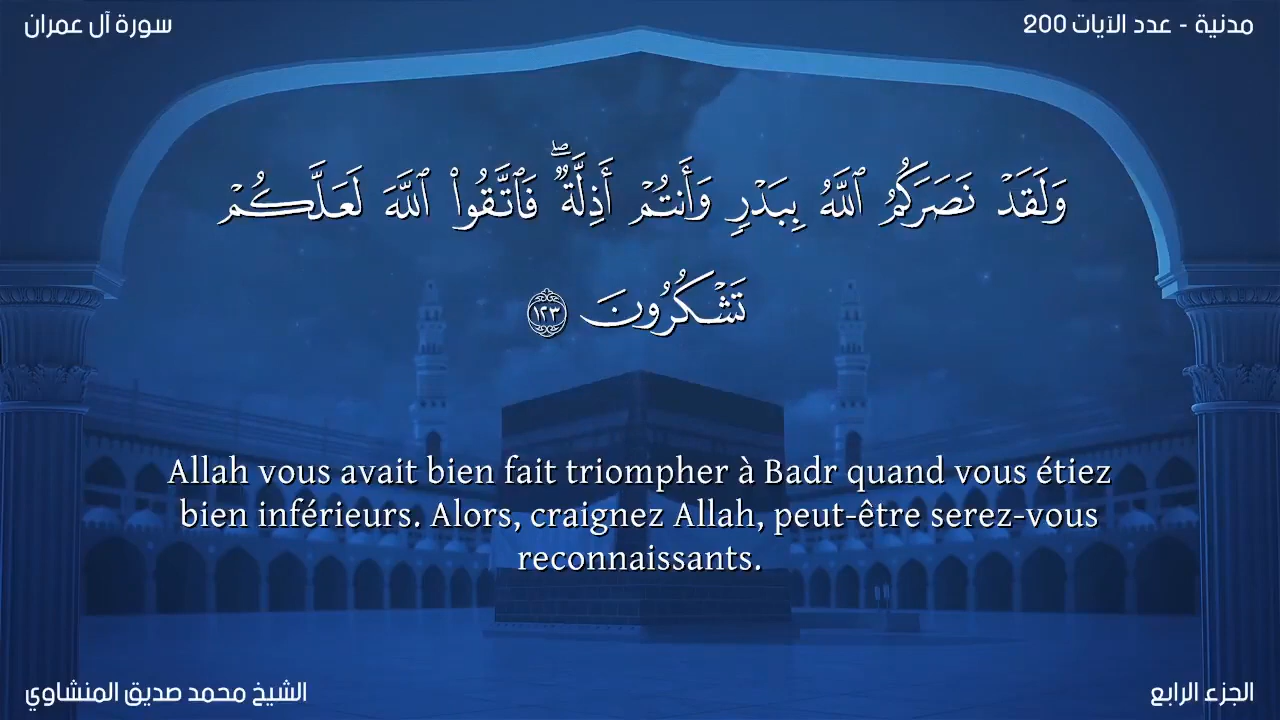 سورة آل عمران
مدنية - عدد الآيات 200
وَلَقَدْ نَصَرَكُمُ ٱللَّهُ بِبَدْرٍ وَأَنتُمْ أَذِلَّةٌ ۖ فَٱتَّقُوا۟ ٱللَّهَ لَعَلَّكُمْ
تَشْكُرُونَ ١٢٣
Allah vous avait bien fait triompher à Badr quand vous étiez
bien inférieurs. Alors, craignez Allah, peut-être serez-vous
reconnaissants.
الشيخ محمد صديق المنشاوي
الجزء الرابع